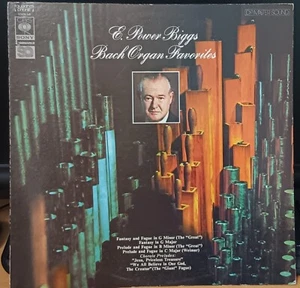 E. Power Biggs
Bach Organ Favorites
SONY
Fantasy and Fugue in G Minor (The "Great")
Fantasy in G Major
Prelude and Fugue in B Minor (The "Great")
Prelude and Fugue in C Major (Weimar)
Chorale Preludes:
"Jesu, Priceless Treasure"
"We All Believe in One God,
The Creator" (The "Giant" Fugue)